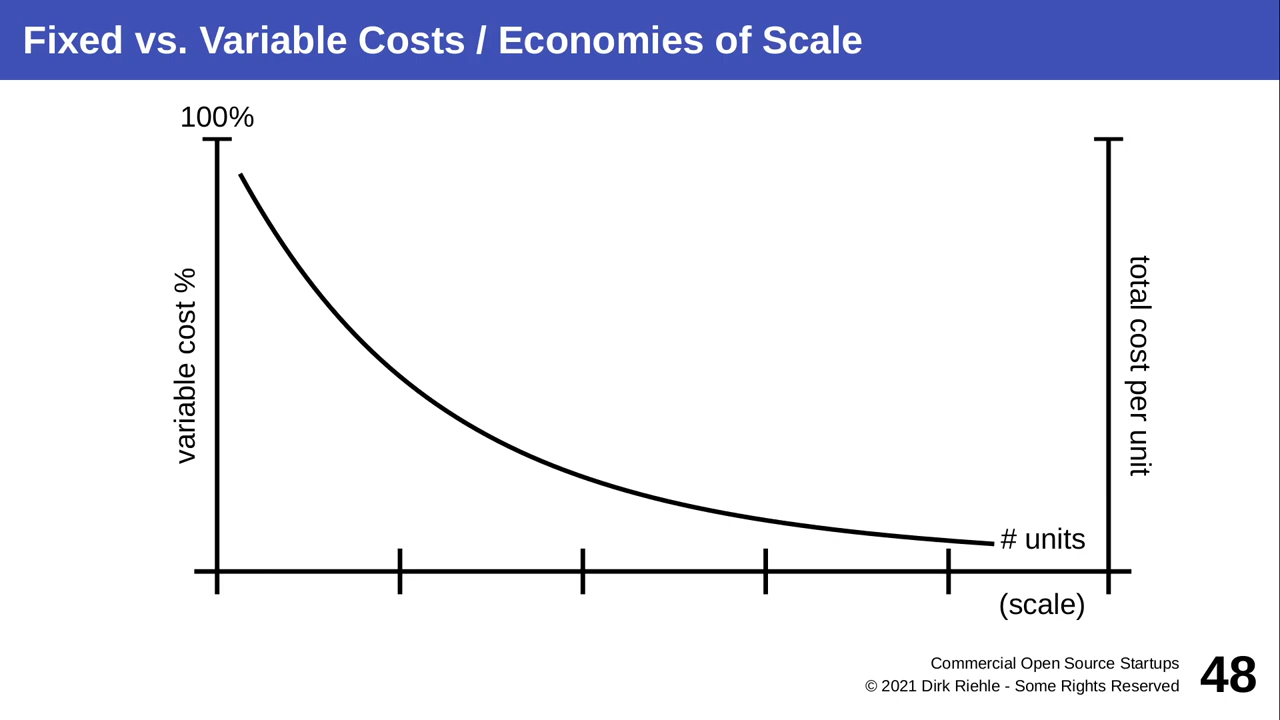 Fixed vs. Variable Costs / Economies of Scale
100%
variable cost %
total cost per unit
# units
(scale)
Commercial Open Source Startups
© 2021 Dirk Riehle - Some Rights Reserved
48